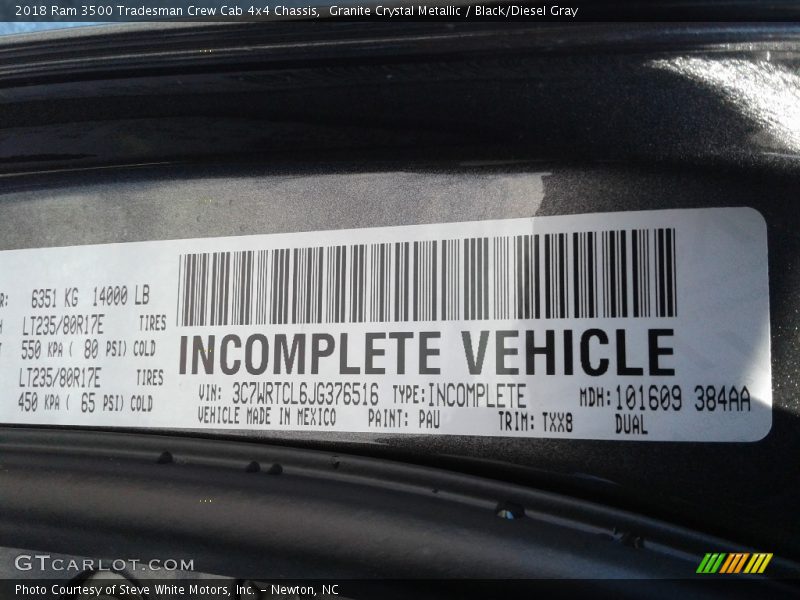 2018 Ram 3500 Tradesman Crew Cab 4x4 Chassis,  Granite Crystal Metallic / Black/Diesel Gray
R: 6351 KG 14000 LB
LT235/80R17E TIRES
550 KPA ( 80 PSI) COLD
LT235/80R17E TIRES
450 KPA ( 65 PSI) COLD
INCOMPLETE VEHICLE
VIN: 3C7WRTCL6JG376516 TYPE: INCOMPLETE MDH: 101609 384AA
VEHICLE MADE IN MEXICO PAINT: PAU TRIM: TXX8 DUAL
GTCARLOT.COM
Photo Courtesy of Steve White Motors, Inc. – Newton, NC